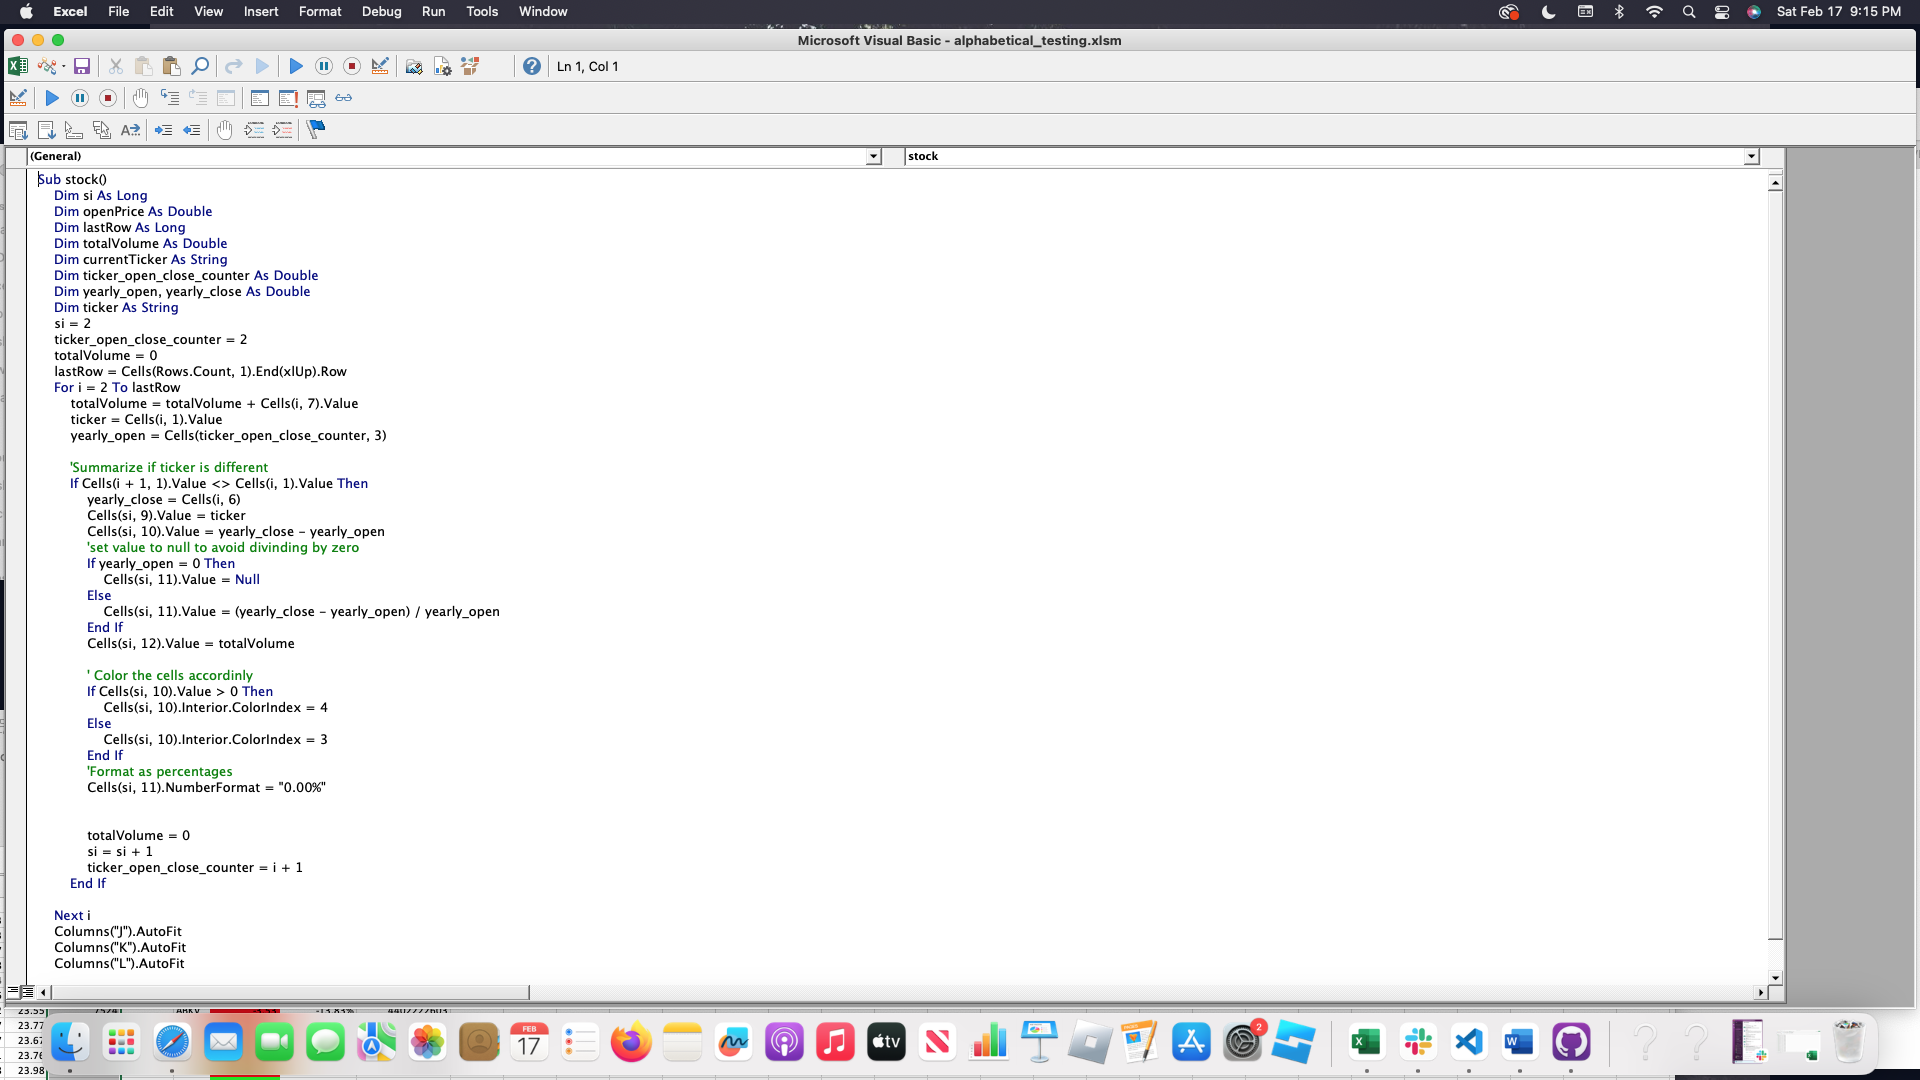 Excel File Edit View Insert Format Debug Run Tools Window Sat Feb 17 9:15 PM
Microsoft Visual Basic - alphabetical_testing.xlsm
Ln 1, Col 1
(General) stock
Sub stock()
Dim si As Long
Dim openPrice As Double
Dim lastRow As Long
Dim totalVolume As Double
Dim currentTicker As String
Dim ticker_open_close_counter As Double
Dim yearly_open, yearly_close As Double
Dim ticker As String
si = 2
ticker_open_close_counter = 2
totalVolume = 0
lastRow = Cells(Rows.Count, 1).End(xlUp).Row
For i = 2 To lastRow
totalVolume = totalVolume + Cells(i, 7).Value
ticker = Cells(i, 1).Value
yearly_open = Cells(ticker_open_close_counter, 3)
'Summarize if ticker is different
If Cells(i + 1, 1).Value <> Cells(i, 1).Value Then
yearly_close = Cells(i, 6)
Cells(si, 9).Value = ticker
Cells(si, 10).Value = yearly_close - yearly_open
'set value to null to avoid divinding by zero
If yearly_open = 0 Then
Cells(si, 11).Value = Null
Else
Cells(si, 11).Value = (yearly_close - yearly_open) / yearly_open
End If
Cells(si, 12).Value = totalVolume
' Color the cells accordinly
If Cells(si, 10).Value > 0 Then
Cells(si, 10).Interior.ColorIndex = 4
Else
Cells(si, 10).Interior.ColorIndex = 3
End If
'Format as percentages
Cells(si, 11).NumberFormat = "0.00%"
totalVolume = 0
si = si + 1
ticker_open_close_counter = i + 1
End If
Next i
Columns("J").AutoFit
Columns("K").AutoFit
Columns("L").AutoFit
23.55
23.77
23.67
23.76
23.98
FEB
17
tv
2